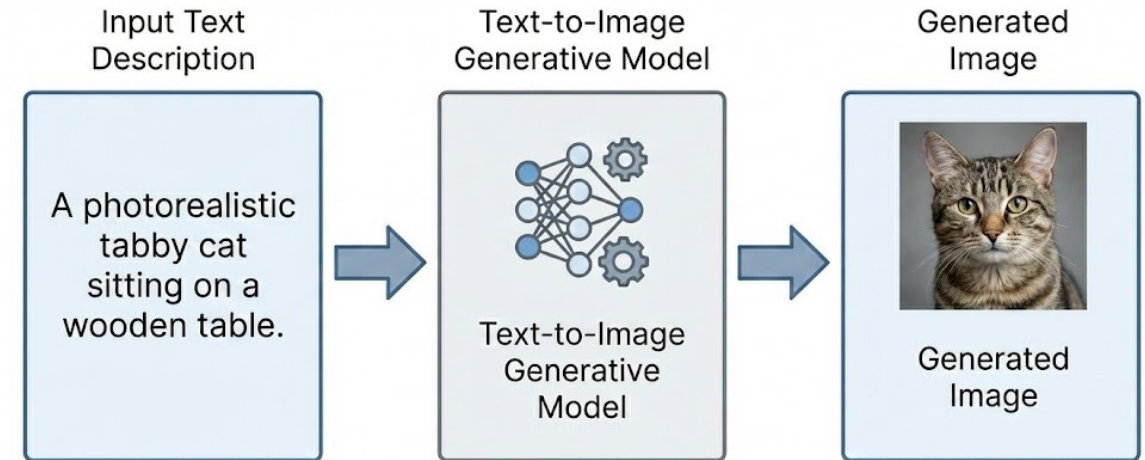 Input Text
Description
Text-to-Image
Generative Model
Generated
Image
A photorealistic
tabby cat
sitting on a
wooden table.
Text-to-Image
Generative
Model
Generated
Image